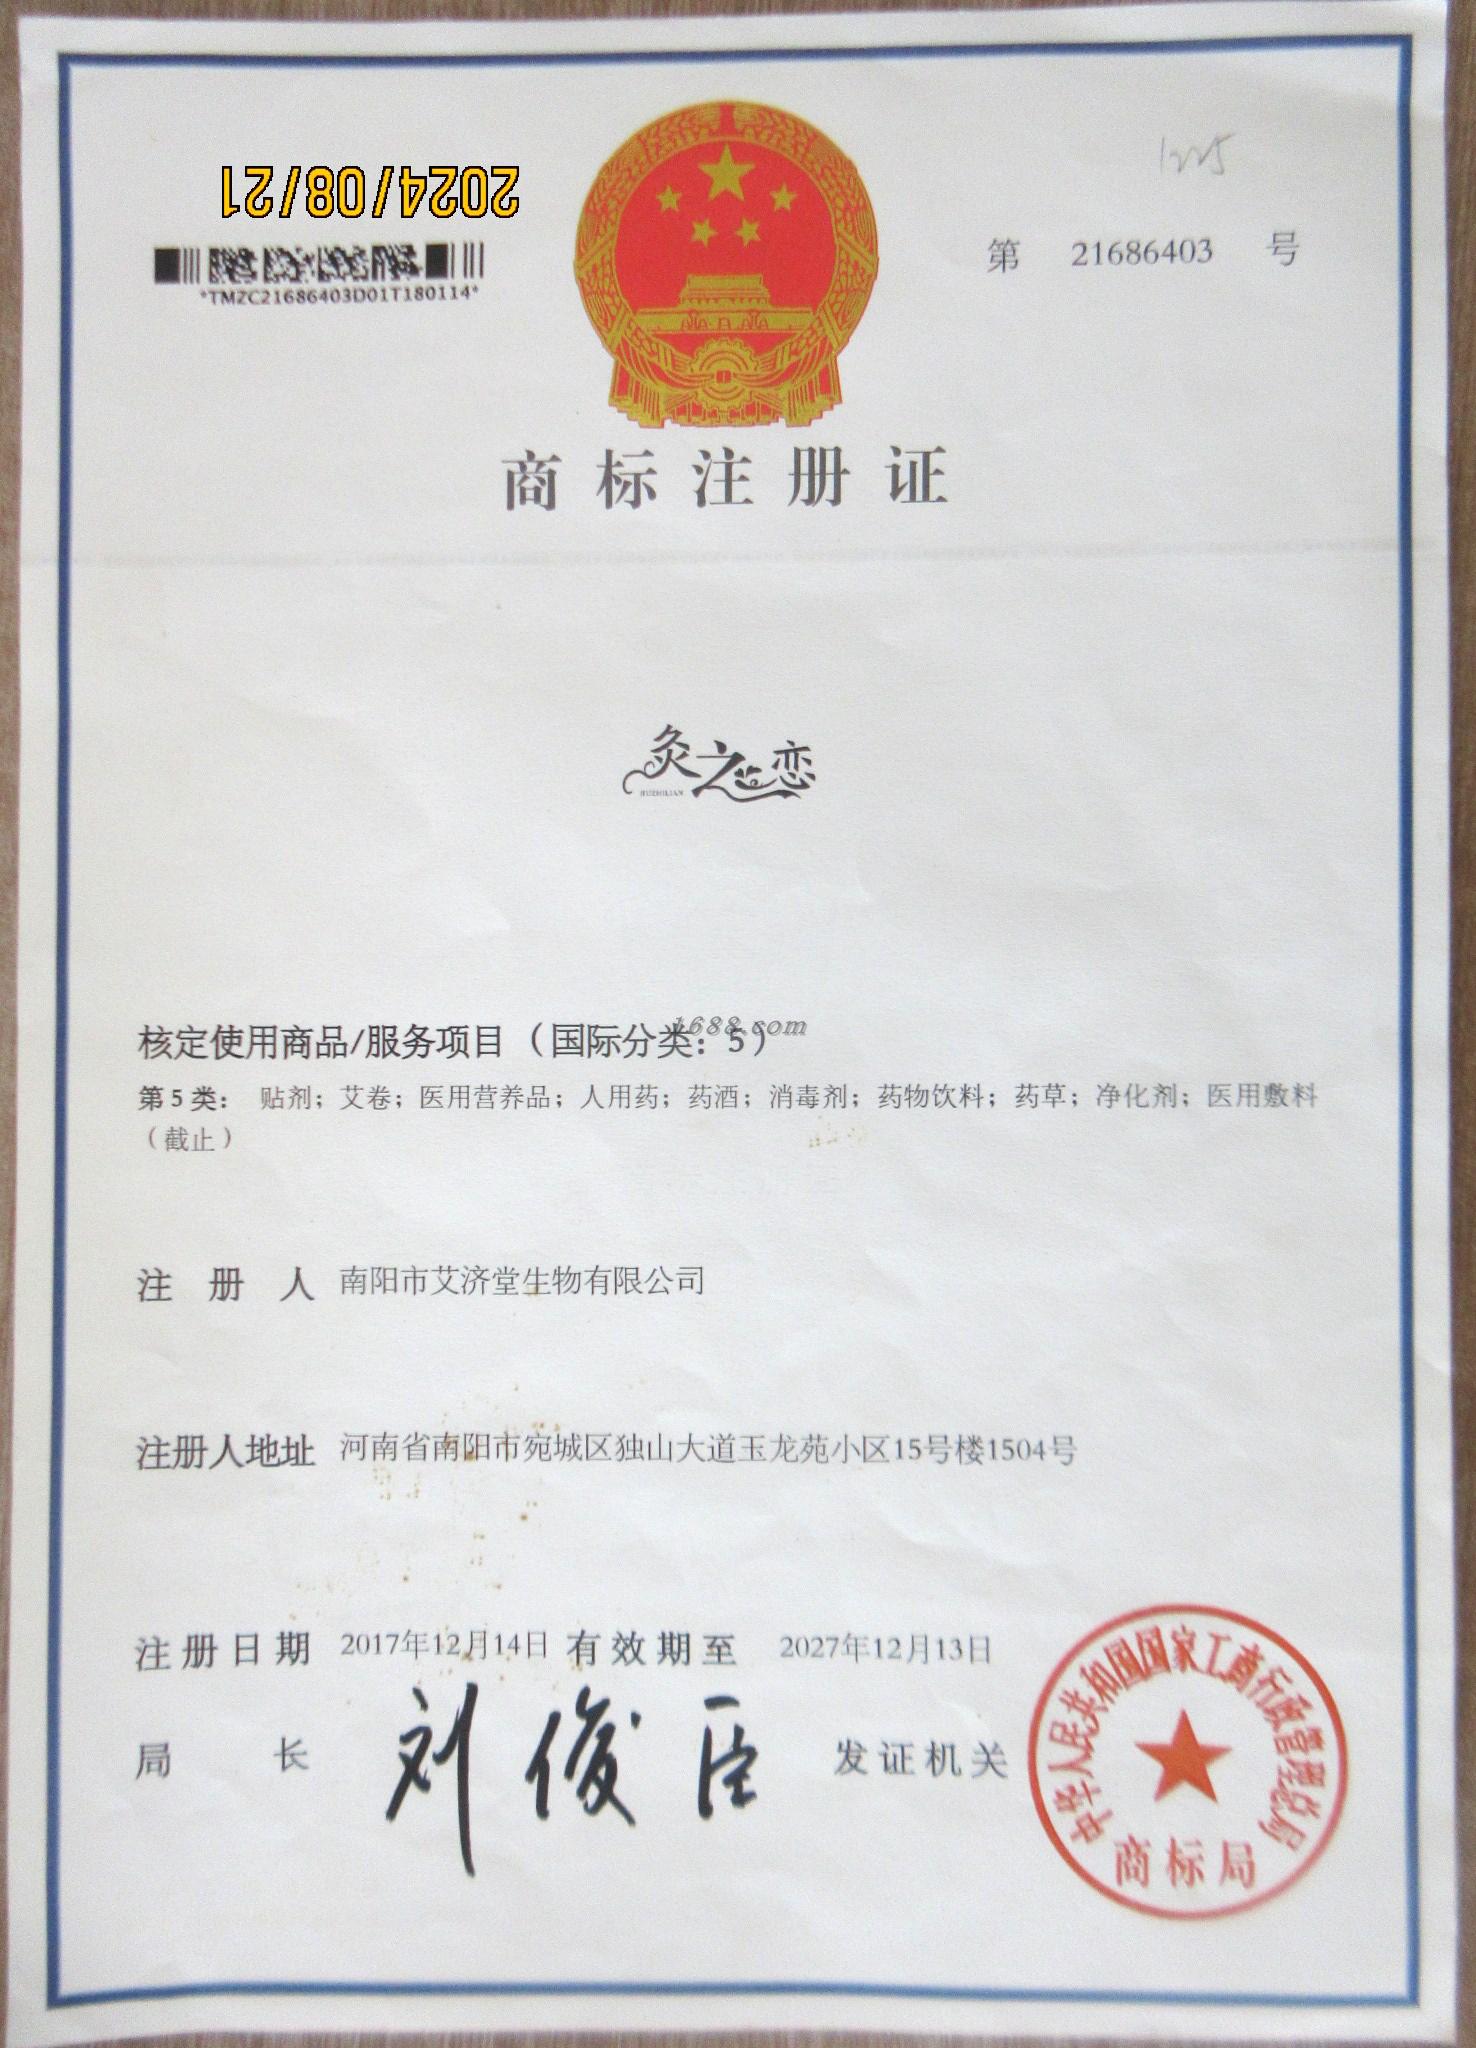 2024/08/21
1225
*TMZC21686403D01T180114*
第 21686403 号
商标注册证
灸之恋
JIUZHILIAN
1688.com
核定使用商品/服务项目（国际分类：5）
第5类： 贴剂；艾卷；医用营养品；人用药；药酒；消毒剂；药物饮料；药草；净化剂；医用敷料
（截止）
注册人 南阳市艾济堂生物有限公司
注册人地址 河南省南阳市宛城区独山大道玉龙苑小区15号楼1504号
注册日期 2017年12月14日 有效期至 2027年12月13日
局长 刘俊臣 发证机关
中华人民共和国国家工商行政管理总局
商标局